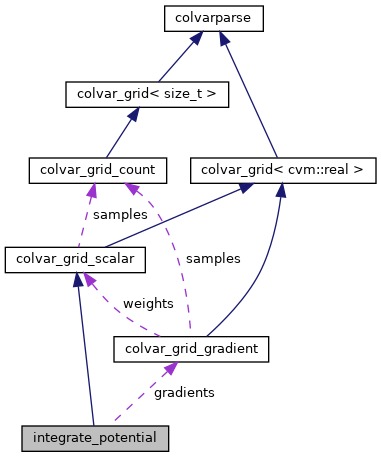 colvarparse
colvar_grid< size_t >
colvar_grid_count
colvar_grid< cvm::real >
samples
colvar_grid_scalar
samples
weights
colvar_grid_gradient
gradients
integrate_potential